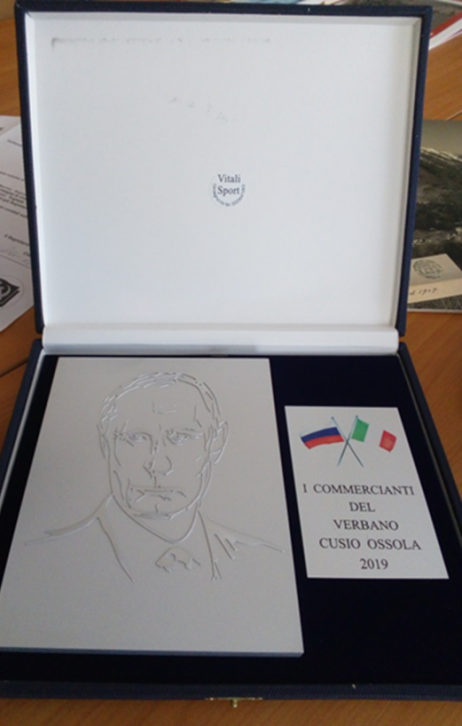 Vitali
Sport
I COMMERCIANTI
DEL
VERBANO
CUSIO OSSOLA
2019